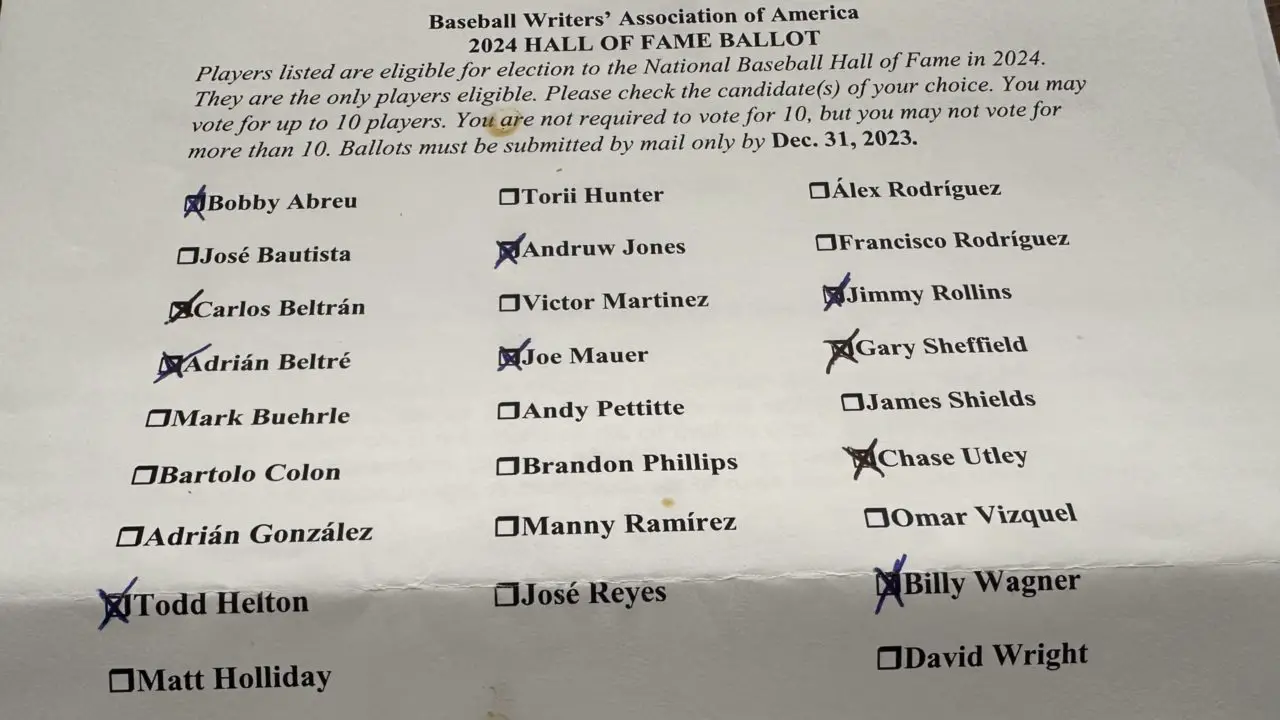 Baseball Writers' Association of America
2024 HALL OF FAME BALLOT
Players listed are eligible for election to the National Baseball Hall of Fame in 2024.
They are the only players eligible. Please check the candidate(s) of your choice. You may
vote for up to 10 players. You are not required to vote for 10, but you may not vote for
more than 10. Ballots must be submitted by mail only by Dec. 31, 2023.
Bobby Abreu
José Bautista
Carlos Beltrán
Adrián Beltré
Mark Buehrle
Bartolo Colon
Adrián González
Todd Helton
Matt Holliday
Torii Hunter
Andruw Jones
Victor Martinez
Joe Mauer
Andy Pettitte
Brandon Phillips
Manny Ramírez
José Reyes
Álex Rodríguez
Francisco Rodríguez
Jimmy Rollins
Gary Sheffield
James Shields
Chase Utley
Omar Vizquel
Billy Wagner
David Wright